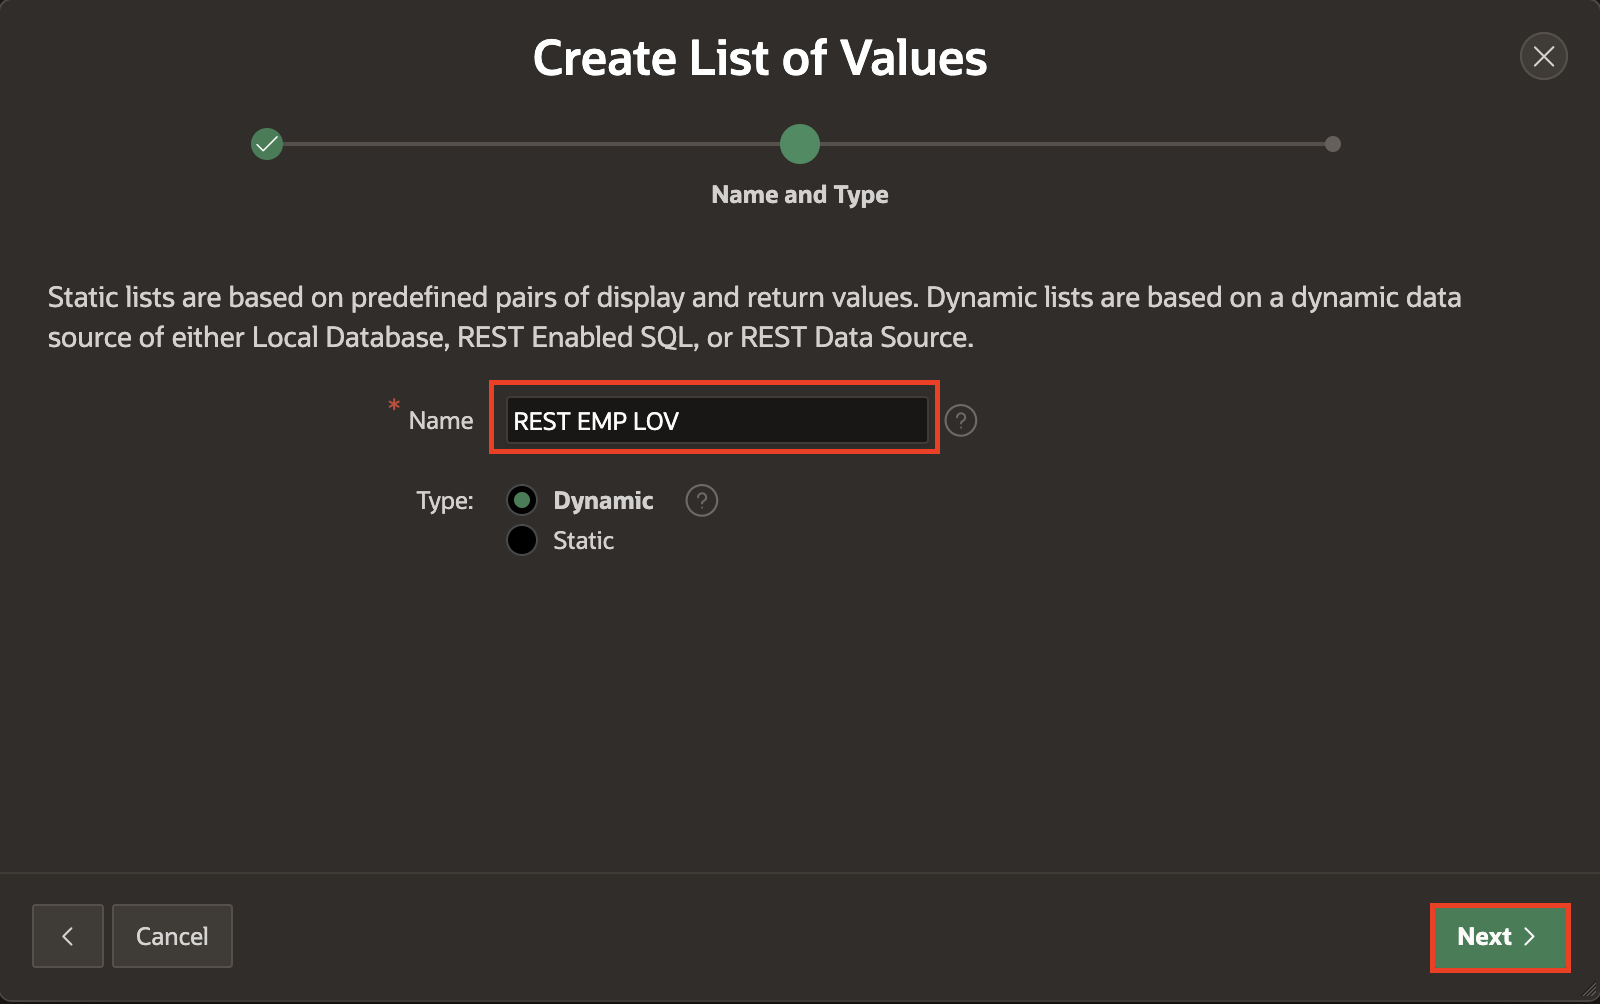 Create List of Values
Name and Type
Static lists are based on predefined pairs of display and return values. Dynamic lists are based on a dynamic data
source of either Local Database, REST Enabled SQL, or REST Data Source.
* Name REST EMP LOV ?
Type: Dynamic ?
Static
Cancel Next